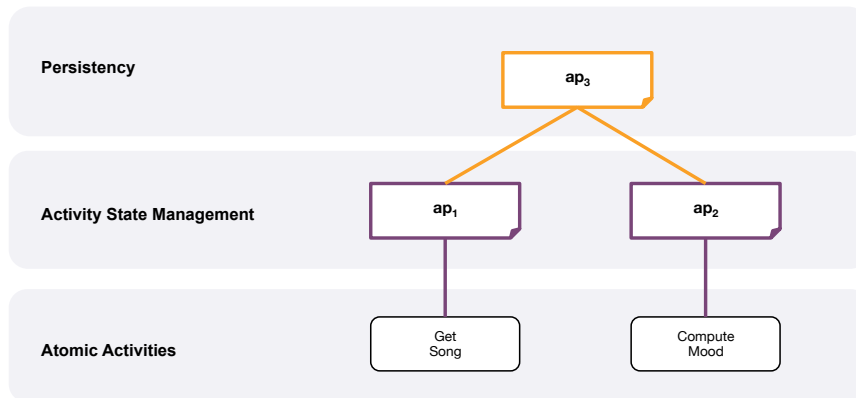 Persistency
ap₃
Activity State Management
ap₁
ap₂
Atomic Activities
Get
Song
Compute
Mood